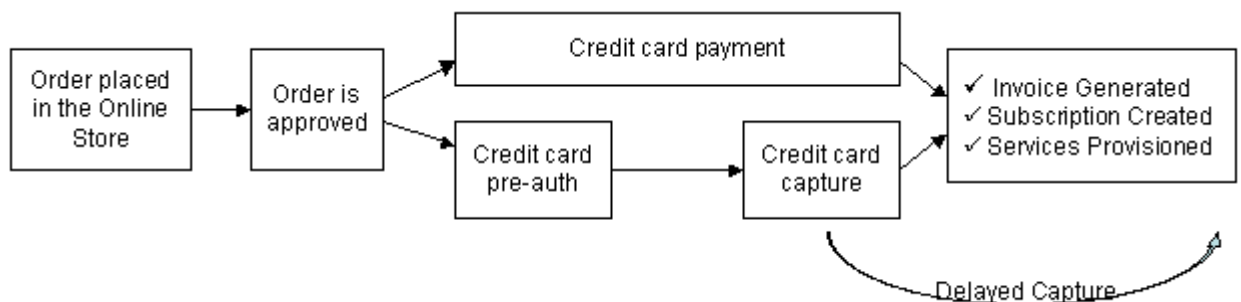 Order placed
in the Online
Store
Order is
approved
Credit card payment
Credit card
pre-auth
Credit card
capture
✓ Invoice Generated
✓ Subscription Created
✓ Services Provisioned
Delayed Capture